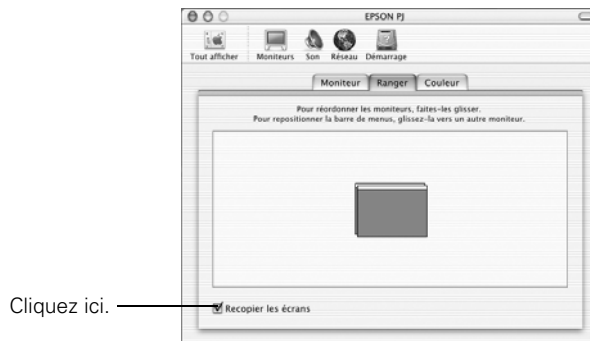 EPSON PJ
Tout afficher Moniteurs Son Réseau Démarrage
Moniteur Ranger Couleur
Pour réordonner les moniteurs, faites-les glisser.
Pour repositionner la barre de menus, glissez-la vers un autre moniteur.
Cliquez ici.
Recopier les écrans